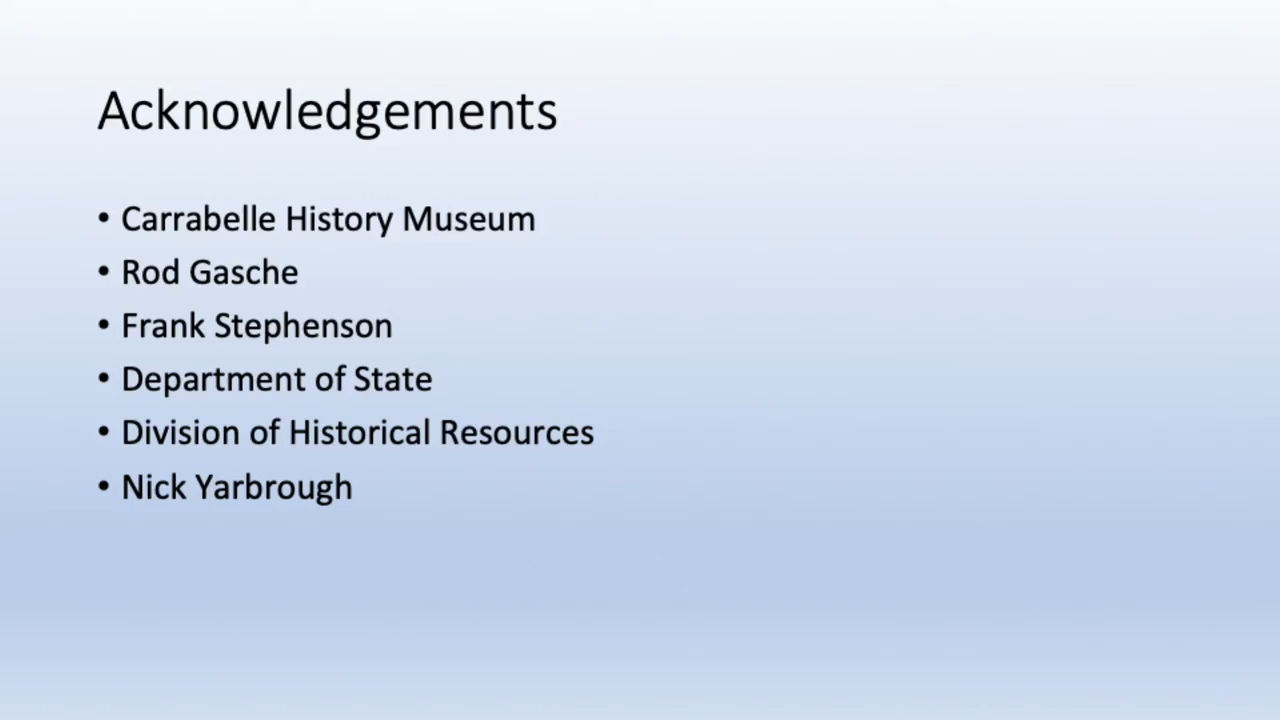 Acknowledgements
• Carrabelle History Museum
• Rod Gasche
• Frank Stephenson
• Department of State
• Division of Historical Resources
• Nick Yarbrough